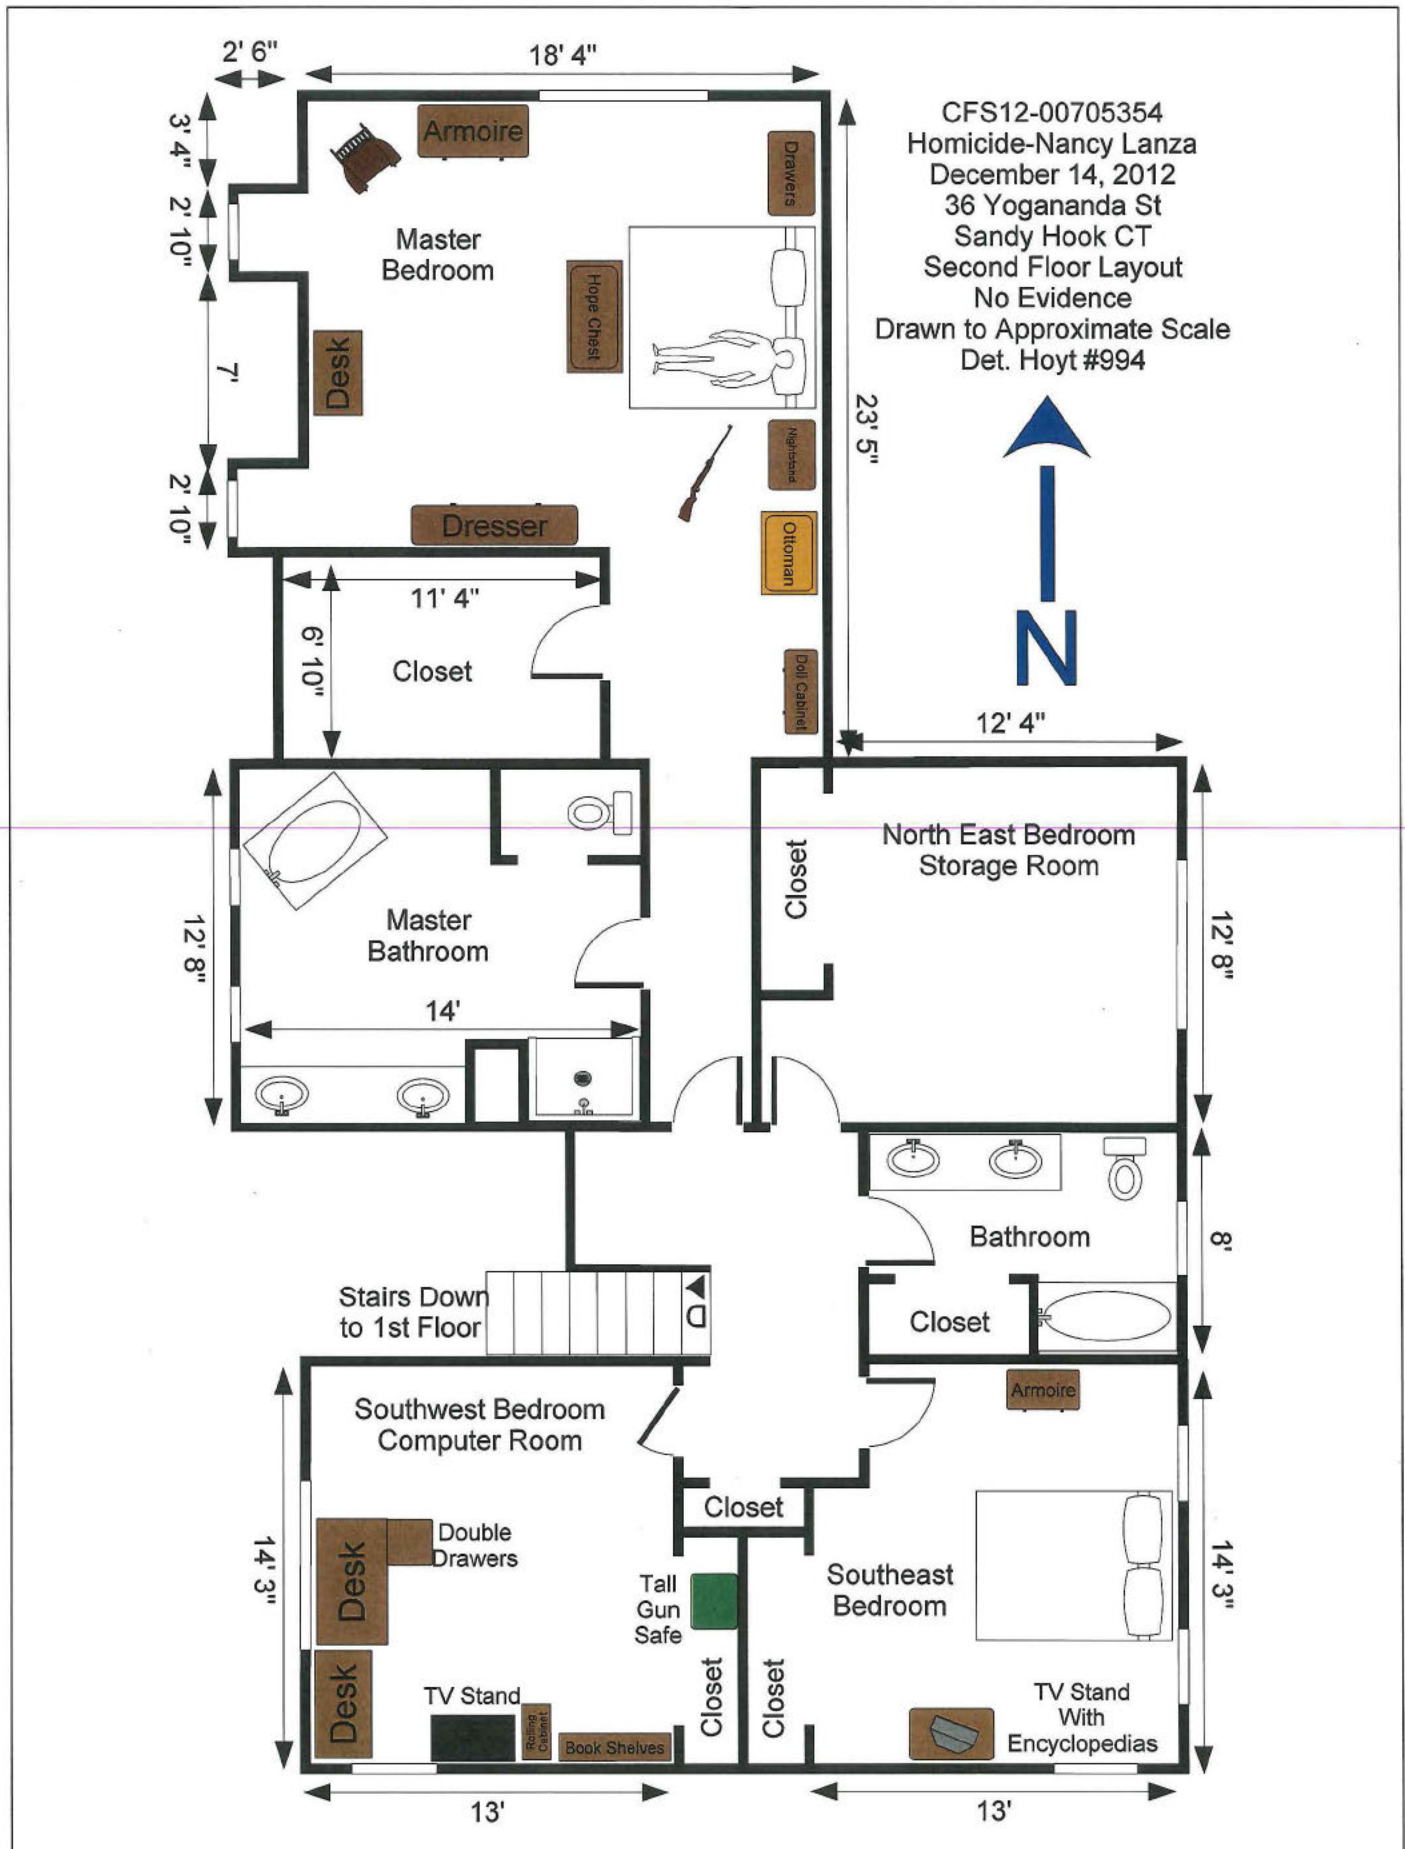 2' 6"
18' 4"
3' 4"
2' 10"
7'
2' 10"
CFS12-00705354
Homicide-Nancy Lanza
December 14, 2012
36 Yogananda St
Sandy Hook CT
Second Floor Layout
No Evidence
Drawn to Approximate Scale
Det. Hoyt #994
N
Armoire
Drawers
Master
Bedroom
Hope Chest
Desk
23' 5"
Nightstand
Dresser
Ottoman
11' 4"
6' 10"
Closet
Doll Cabinet
12' 4"
North East Bedroom
Storage Room
Closet
12' 8"
Master
Bathroom
12' 8"
14'
Bathroom
8'
Closet
Stairs Down
to 1st Floor
D
Southwest Bedroom
Computer Room
Armoire
Closet
Double
Drawers
Desk
14' 3"
Tall
Gun
Safe
Southeast
Bedroom
14' 3"
Desk
TV Stand
Rolling
Cabinet
Book Shelves
Closet
Closet
TV Stand
With
Encyclopedias
13'
13'